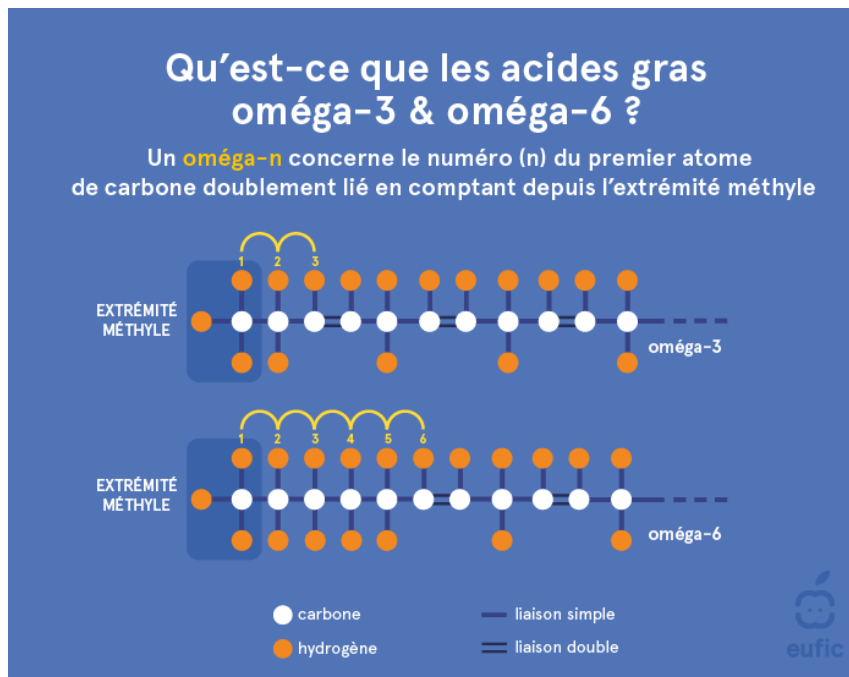 Qu'est-ce que les acides gras
oméga-3 & oméga-6 ?
Un oméga-n concerne le numéro (n) du premier atome
de carbone doublement lié en comptant depuis l'extrémité méthyle
1 2 3
EXTRÉMITÉ
MÉTHYLE
oméga-3
1 2 3 4 5 6
EXTRÉMITÉ
MÉTHYLE
oméga-6
carbone
liaison simple
hydrogène
liaison double
eufic